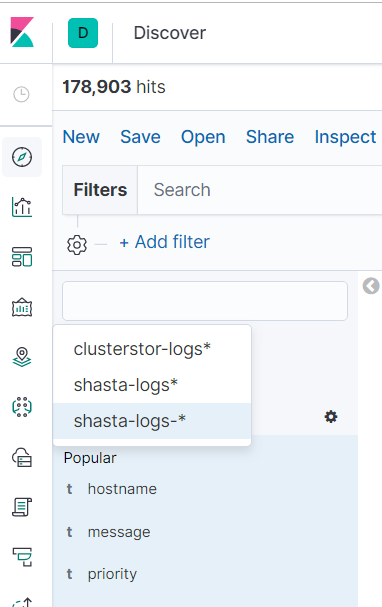 D Discover
178,903 hits
New Save Open Share Inspect
Filters Search
+ Add filter
clusterstor-logs*
shasta-logs*
shasta-logs-*
Popular
t hostname
t message
t priority